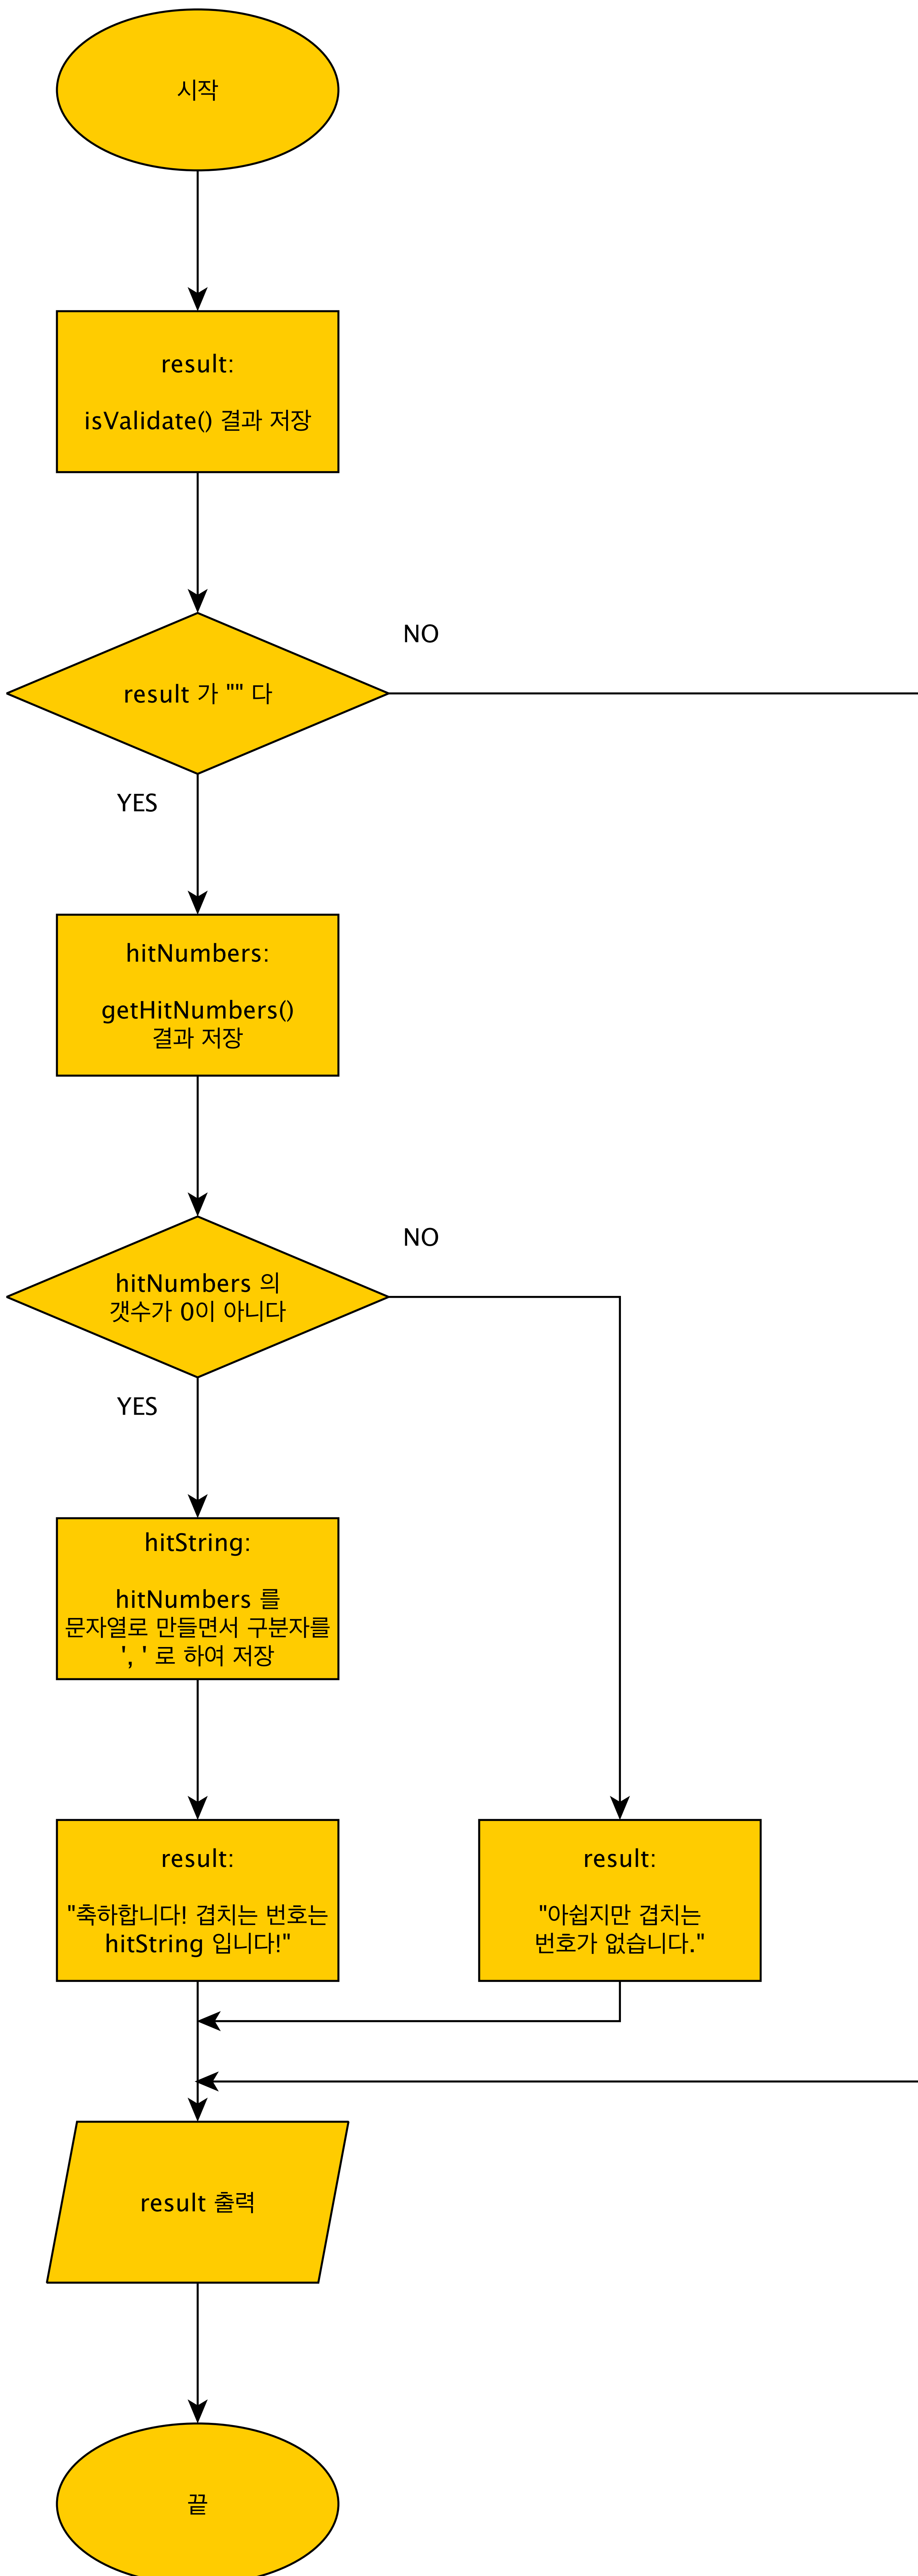 시작
result:
isValidate() 결과 저장
result 가 "" 다
NO
YES
hitNumbers:
getHitNumbers()
결과 저장
hitNumbers 의
갯수가 0이 아니다
NO
YES
hitString:
hitNumbers 를
문자열로 만들면서 구분자를
', ' 로 하여 저장
result:
"축하합니다! 겹치는 번호는
hitString 입니다!"
result:
"아쉽지만 겹치는
번호가 없습니다."
result 출력
끝